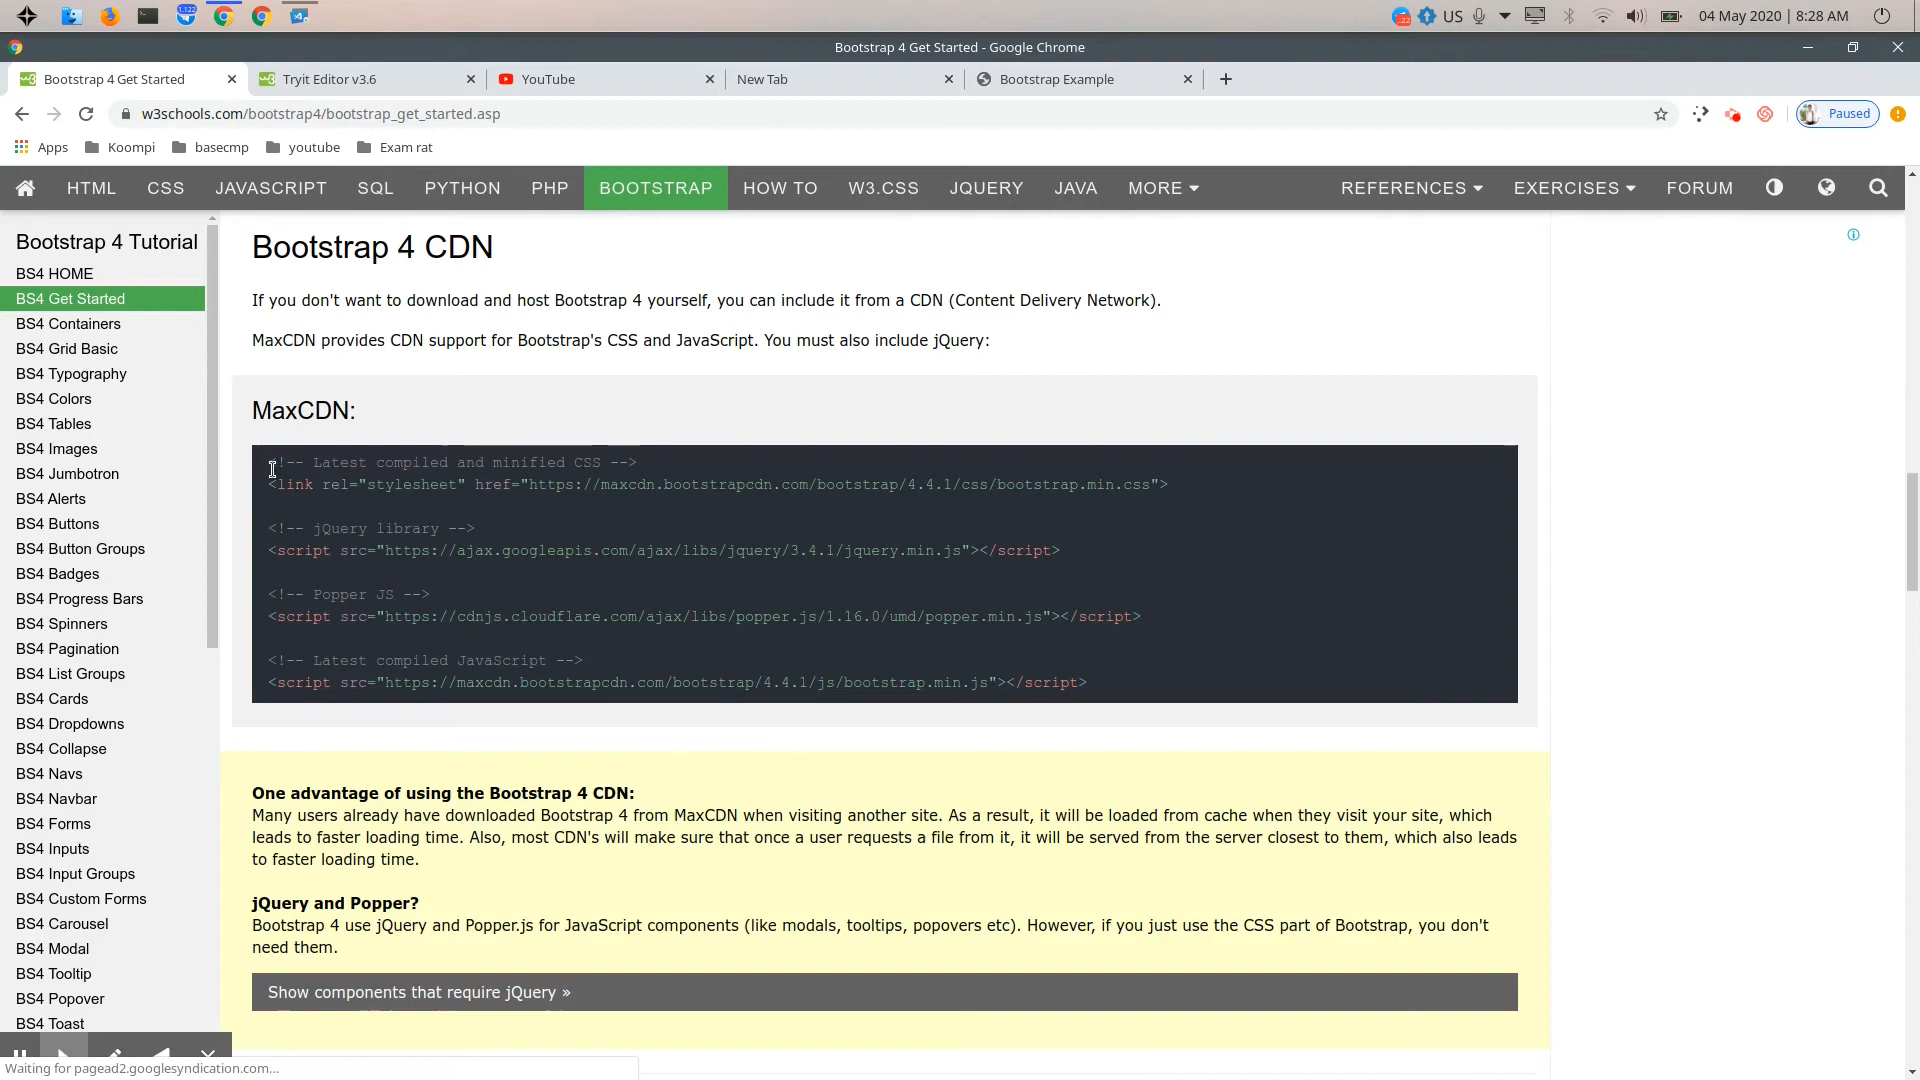 US
04 May 2020 | 8:28 AM
Bootstrap 4 Get Started - Google Chrome
Bootstrap 4 Get Started
Tryit Editor v3.6
YouTube
New Tab
Bootstrap Example
w3schools.com/bootstrap4/bootstrap_get_started.asp
Paused
Apps
Koompi
basecmp
youtube
Exam rat
HTML
CSS
JAVASCRIPT
SQL
PYTHON
PHP
BOOTSTRAP
HOW TO
W3.CSS
JQUERY
JAVA
MORE
REFERENCES
EXERCISES
FORUM
Bootstrap 4 Tutorial
BS4 HOME
BS4 Get Started
BS4 Containers
BS4 Grid Basic
BS4 Typography
BS4 Colors
BS4 Tables
BS4 Images
BS4 Jumbotron
BS4 Alerts
BS4 Buttons
BS4 Button Groups
BS4 Badges
BS4 Progress Bars
BS4 Spinners
BS4 Pagination
BS4 List Groups
BS4 Cards
BS4 Dropdowns
BS4 Collapse
BS4 Navs
BS4 Navbar
BS4 Forms
BS4 Inputs
BS4 Input Groups
BS4 Custom Forms
BS4 Carousel
BS4 Modal
BS4 Tooltip
BS4 Popover
BS4 Toast
Bootstrap 4 CDN
If you don't want to download and host Bootstrap 4 yourself, you can include it from a CDN (Content Delivery Network).
MaxCDN provides CDN support for Bootstrap's CSS and JavaScript. You must also include jQuery:
MaxCDN:
<!-- Latest compiled and minified CSS -->
<link rel="stylesheet" href="https://maxcdn.bootstrapcdn.com/bootstrap/4.4.1/css/bootstrap.min.css">
<!-- jQuery library -->
<script src="https://ajax.googleapis.com/ajax/libs/jquery/3.4.1/jquery.min.js"></script>
<!-- Popper JS -->
<script src="https://cdnjs.cloudflare.com/ajax/libs/popper.js/1.16.0/umd/popper.min.js"></script>
<!-- Latest compiled JavaScript -->
<script src="https://maxcdn.bootstrapcdn.com/bootstrap/4.4.1/js/bootstrap.min.js"></script>
One advantage of using the Bootstrap 4 CDN:
Many users already have downloaded Bootstrap 4 from MaxCDN when visiting another site. As a result, it will be loaded from cache when they visit your site, which
leads to faster loading time. Also, most CDN's will make sure that once a user requests a file from it, it will be served from the server closest to them, which also leads
to faster loading time.
jQuery and Popper?
Bootstrap 4 use jQuery and Popper.js for JavaScript components (like modals, tooltips, popovers etc). However, if you just use the CSS part of Bootstrap, you don't
need them.
Show components that require jQuery »
Waiting for pagead2.googlesyndication.com...